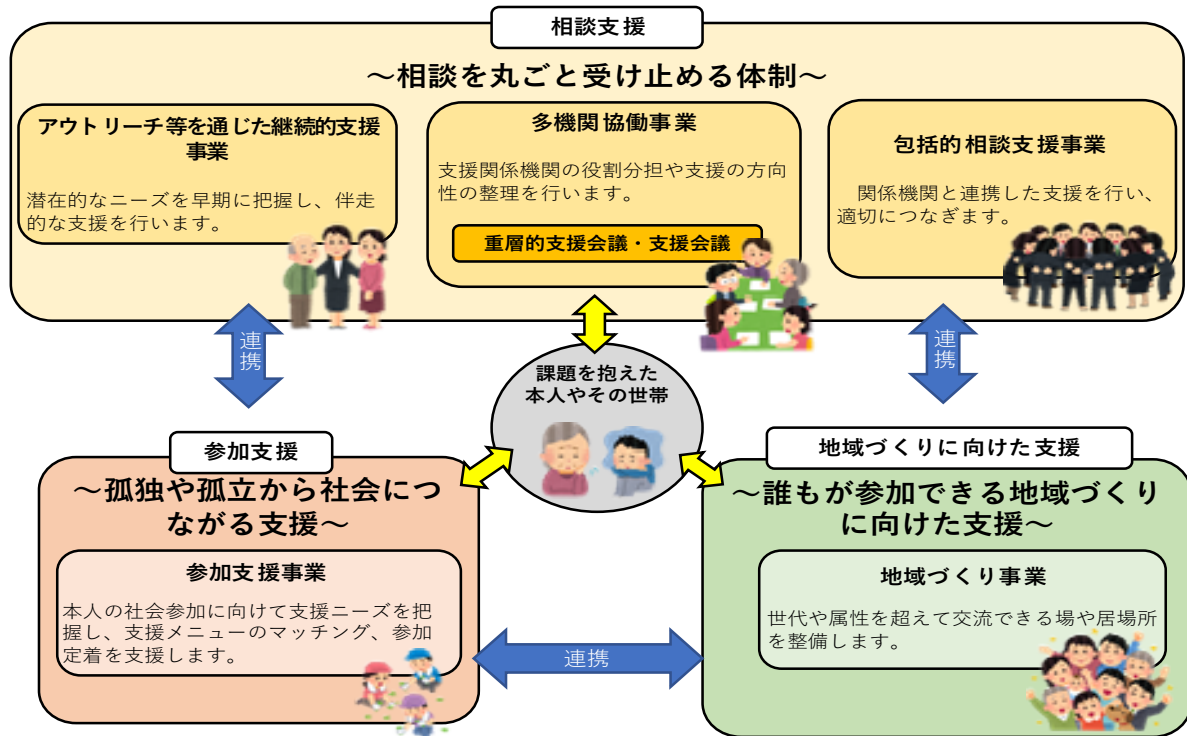 相談支援
～相談を丸ごと受け止める体制～
アウトリーチ等を通じた継続的支援
事業
潜在的なニーズを早期に把握し、伴走
的な支援を行います。
多機関協働事業
支援関係機関の役割分担や支援の方向
性の整理を行います。
重層的支援会議・支援会議
包括的相談支援事業
関係機関と連携した支援を行い、
適切につなぎます。
連携
連携
課題を抱えた
本人やその世帯
参加支援
～孤独や孤立から社会につ
ながる支援～
参加支援事業
本人の社会参加に向けて支援ニーズを把
握し、支援メニューのマッチング、参加
定着を支援します。
連携
地域づくりに向けた支援
～誰もが参加できる地域づくり
に向けた支援～
地域づくり事業
世代や属性を超えて交流できる場や居場所
を整備します。